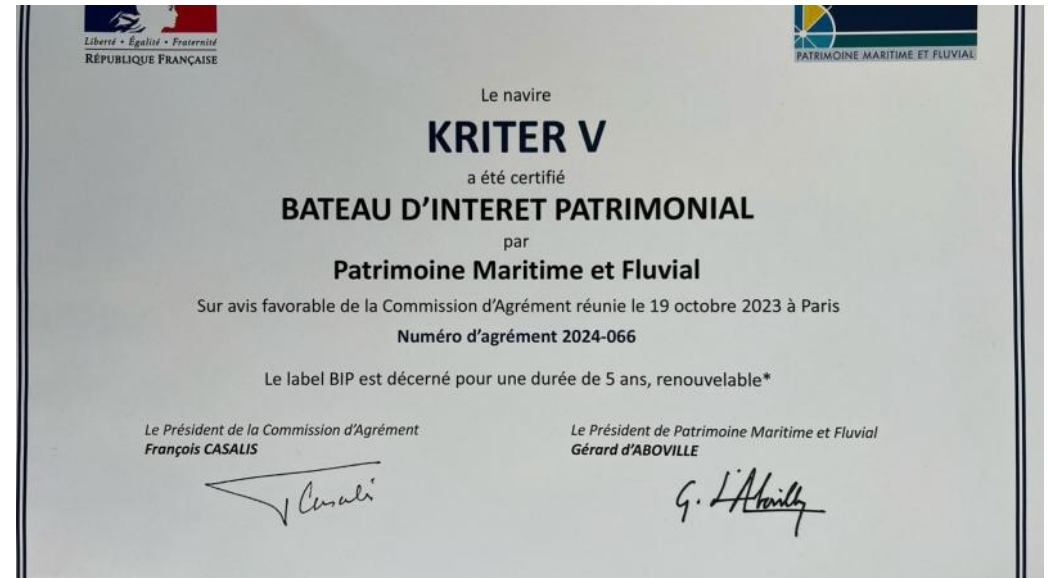 Liberté • Égalité • Fraternité
RÉPUBLIQUE FRANÇAISE
PATRIMOINE MARITIME ET FLUVIAL
Le navire
KRITER V
a été certifié
BATEAU D'INTERET PATRIMONIAL
par
Patrimoine Maritime et Fluvial
Sur avis favorable de la Commission d'Agrément réunie le 19 octobre 2023 à Paris
Numéro d'agrément 2024-066
Le label BIP est décerné pour une durée de 5 ans, renouvelable*
Le Président de la Commission d'Agrément
François CASALIS
Le Président de Patrimoine Maritime et Fluvial
Gérard d'ABOVILLE